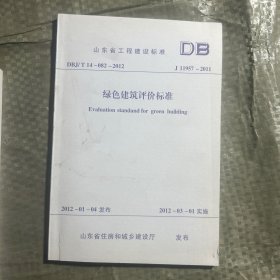 山东省工程建设标准
DB
DBJ/T 14-082-2012
J 11957-2011
绿色建筑评价标准
Evaluation standand for green building
2012-01-04 发布
2012-03-01 实施
山东省住房和城乡建设厅 发布